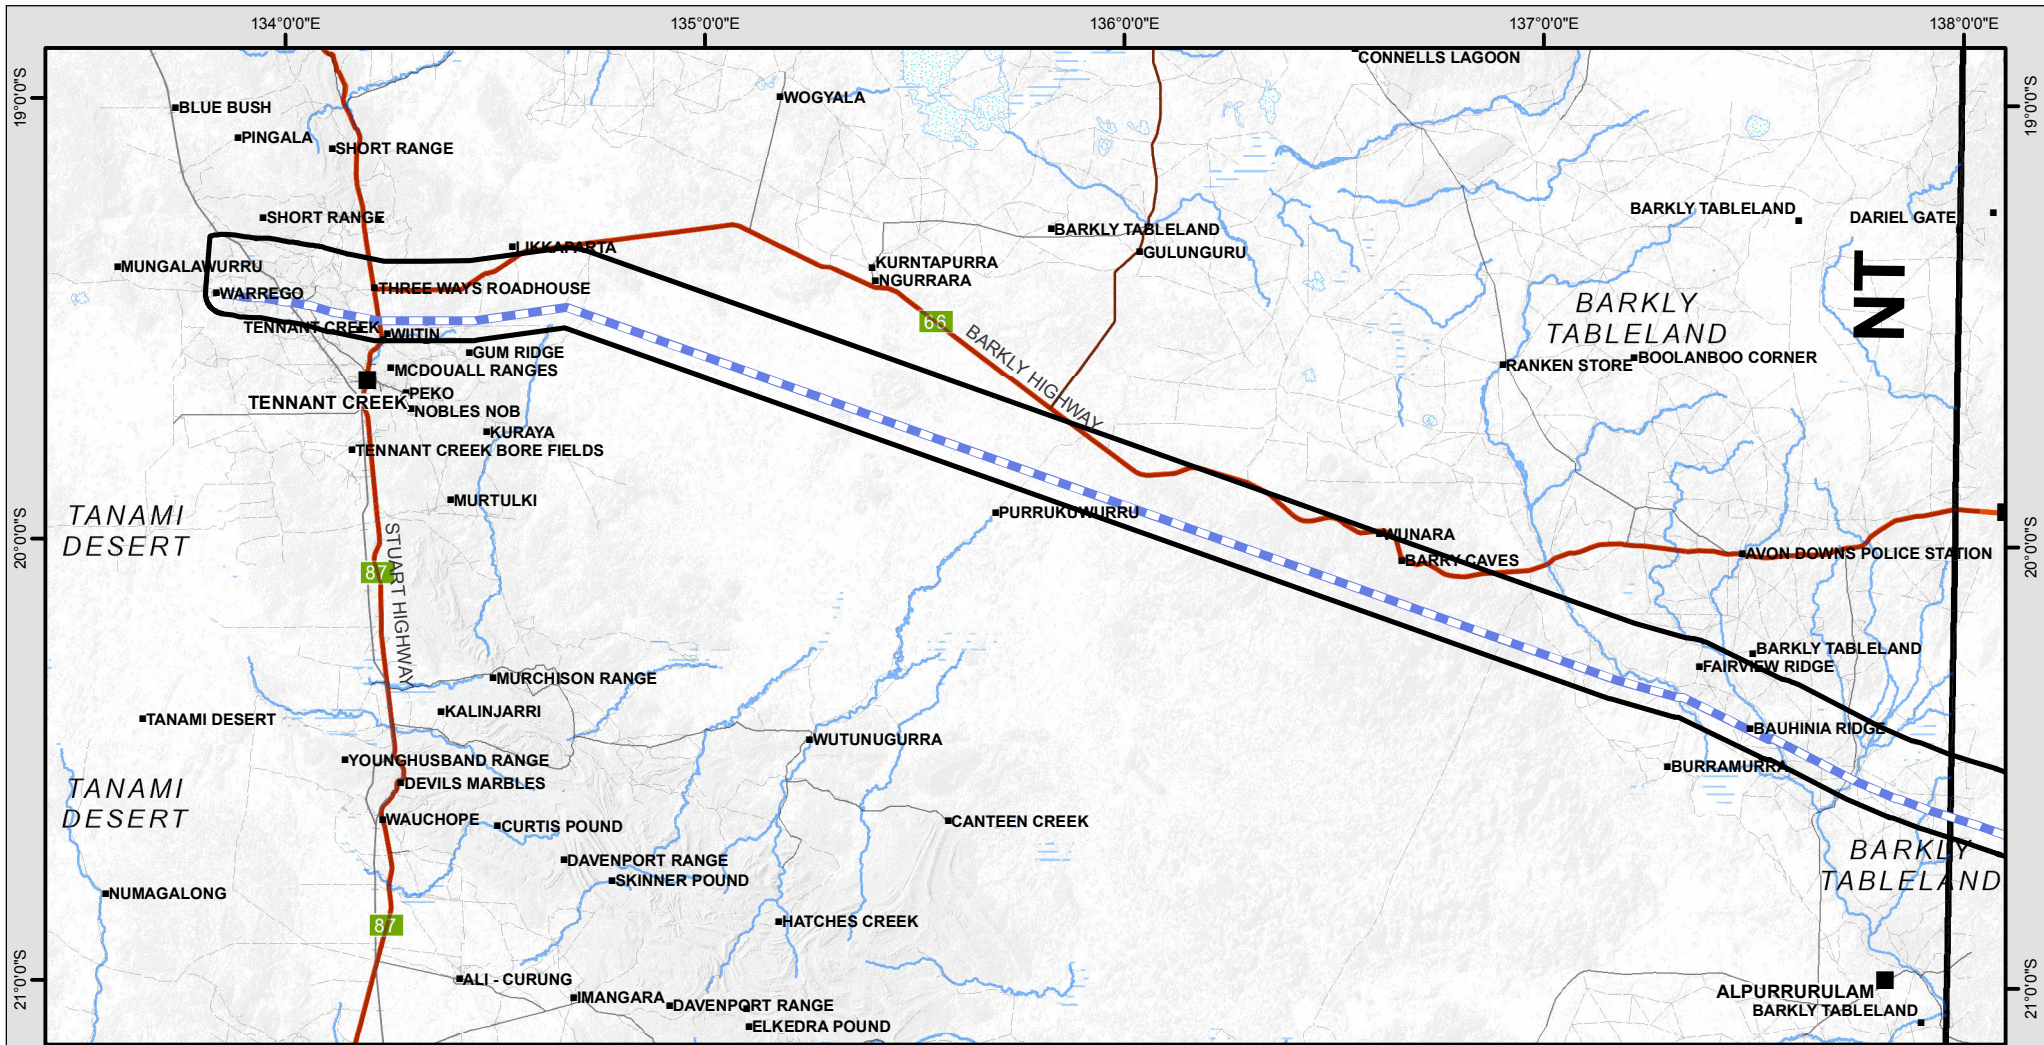 134°0'0"E
135°0'0"E
136°0'0"E
137°0'0"E
138°0'0"E
19°0'0"S
19°0'0"S
CONNELLS LAGOON
WOGYALA
BLUE BUSH
PINGALA
SHORT RANGE
SHORT RANGE
BARKLY TABLELAND
DARIEL GATE
BARKLY TABLELAND
LIKKAPARTA
GULUNGURU
KURNTAPURRA
MUNGALAWURRU
NGURRARA
NT
THREE WAYS ROADHOUSE
WARREGO
BARKLY
TABLELAND
66
TENNANT CREEK
WIITIN
BARKLY HIGHWAY
GUM RIDGE
BOOLANBOO CORNER
RANKEN STORE
MCDOUALL RANGES
PEKO
TENNANT CREEK
NOBLES NOB
KURAYA
TENNANT CREEK BORE FIELDS
MURTULKI
PURRUKUWURRU
TANAMI
DESERT
20°0'0"S
20°0'0"S
WUNARA
AVON DOWNS POLICE STATION
BARRY CAVES
87
STUART HIGHWAY
BARKLY TABLELAND
FAIRVIEW RIDGE
MURCHISON RANGE
KALINJARRI
TANAMI DESERT
BAUHINIA RIDGE
WUTUNUGURRA
YOUNGHUSBAND RANGE
BURRAMURRA
DEVILS MARBLES
TANAMI
DESERT
WAUCHOPE
CURTIS POUND
CANTEEN CREEK
BARKLY
TABLELAND
DAVENPORT RANGE
SKINNER POUND
NUMAGALONG
HATCHES CREEK
87
21°0'0"S
21°0'0"S
ALI - CURUNG
ALPURRURULAM
IMANGARA
DAVENPORT RANGE
BARKLY TABLELAND
ELKEDRA POUND